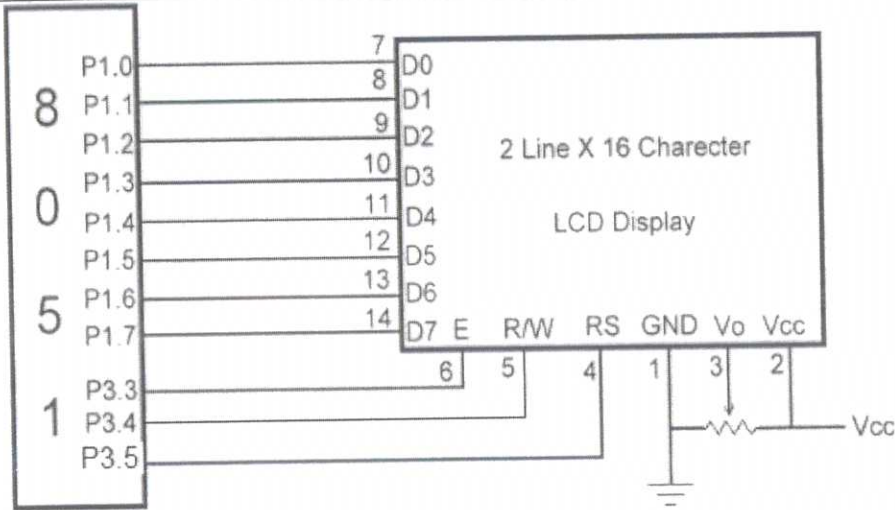 8
0
5
1
P1.0
P1.1
P1.2
P1.3
P1.4
P1.5
P1.6
P1.7
P3.3
P3.4
P3.5
7
8
9
10
11
12
13
14
D0
D1
D2
D3
D4
D5
D6
D7 E R/W RS GND Vo Vcc
2 Line X 16 Charecter
LCD Display
6 5 4 1 3 2
Vcc